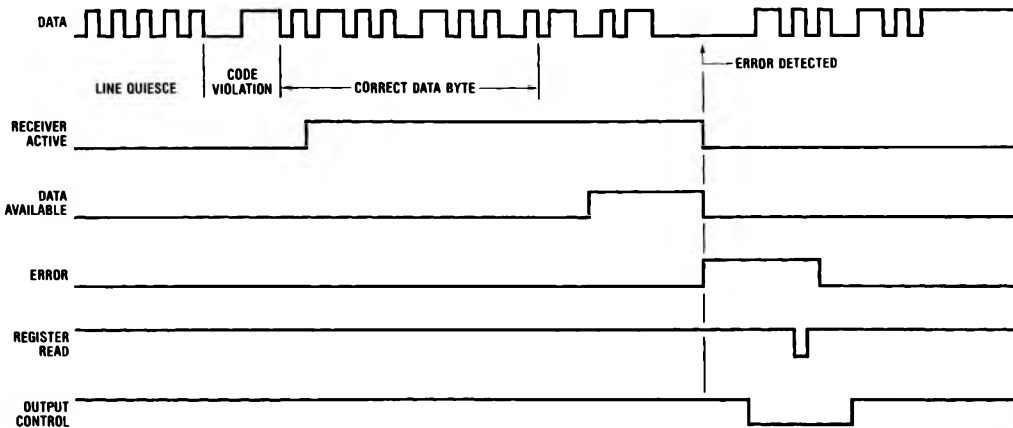 DATA
ERROR DETECTED
LINE QUIESCE
CODE
VIOLATION
CORRECT DATA BYTE
RECEIVER
ACTIVE
DATA
AVAILABLE
ERROR
REGISTER
READ
OUTPUT
CONTROL